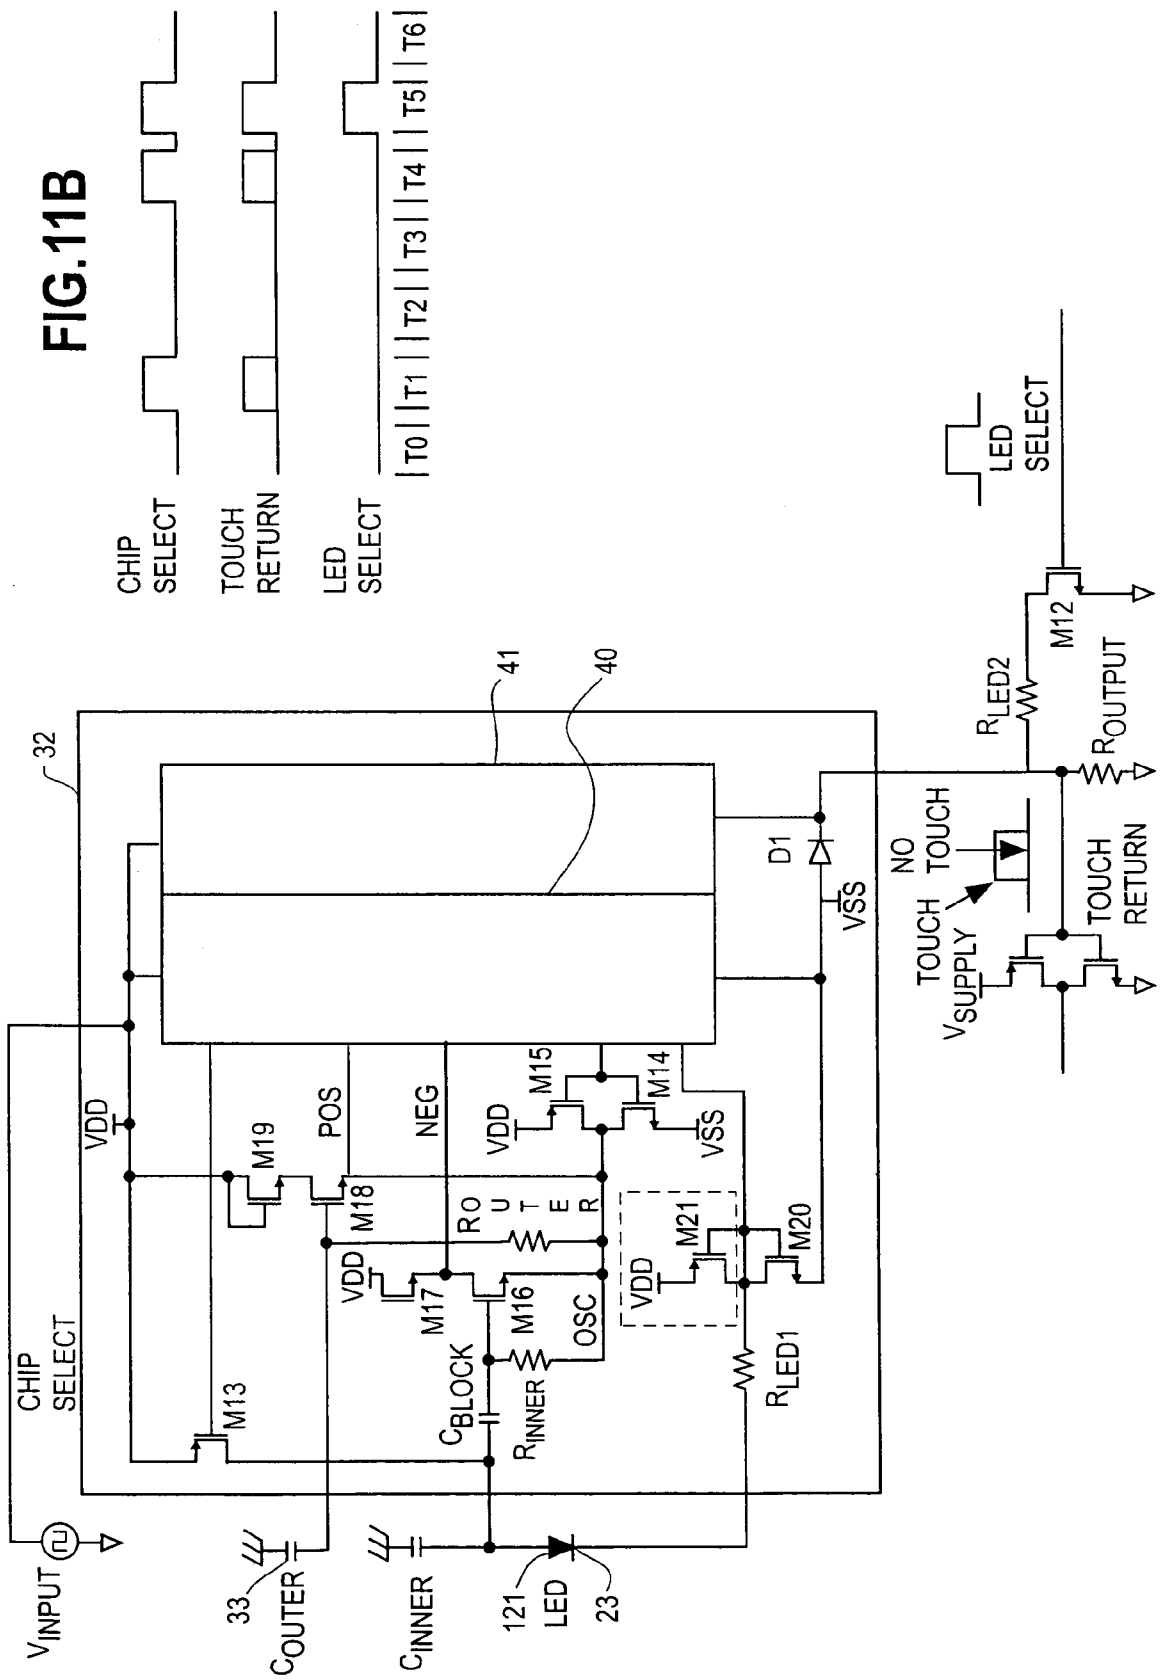 FIG.11B
CHIP
SELECT
TOUCH
RETURN
LED
SELECT
T0 T1 T2 T3 T4 T5 T6
VINPUT
CHIP
SELECT
32
VDD
41
40
M13
M19
POS
M18
NEG
33
COUTER
VDD
M17
ROUTER
M16
CBLOCK
RINNER
OSC
CINNER
VDD
M15
M14
VSS
121
LED
23
VDD
M21
M20
RLED1
D1
VSS
RLED2
M12
LED
SELECT
ROUTPUT
NO
TOUCH
TOUCH
VSUPPLY
TOUCH
RETURN